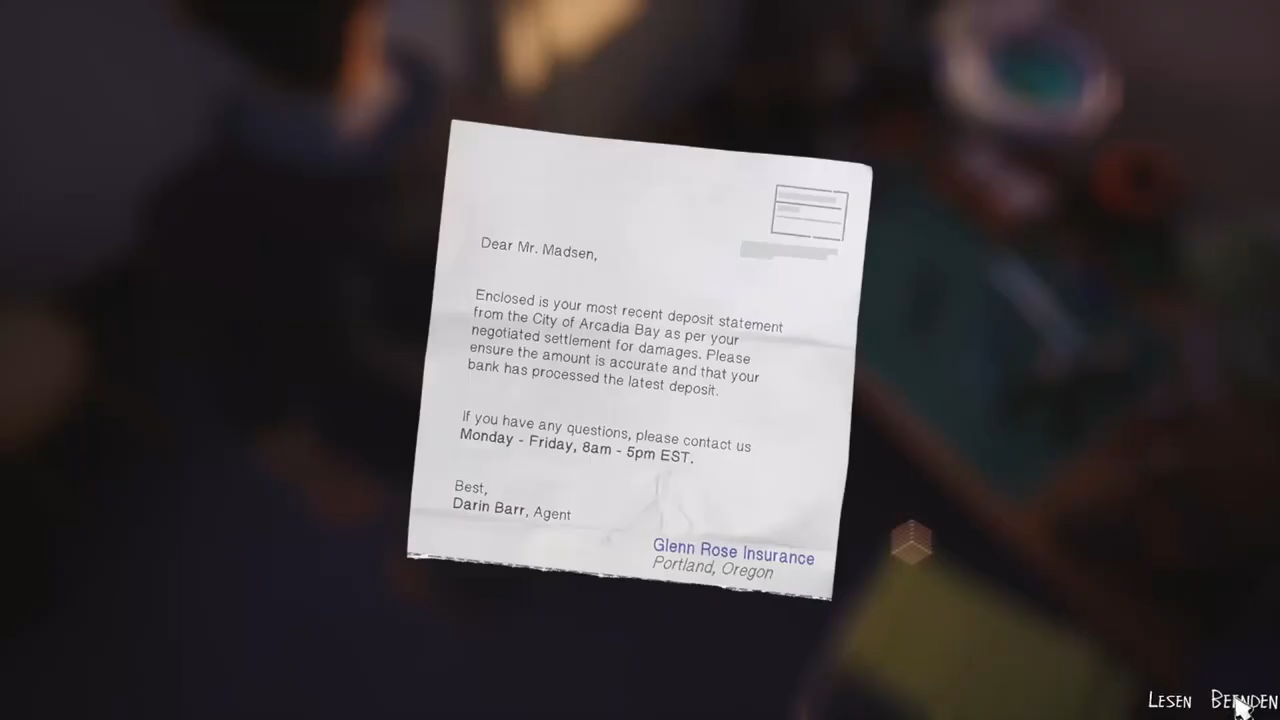 Dear Mr. Madsen,
Enclosed is your most recent deposit statement
from the City of Arcadia Bay as per your
negotiated settlement for damages. Please
ensure the amount is accurate and that your
bank has processed the latest deposit.
If you have any questions, please contact us
Monday - Friday, 8am - 5pm EST.
Best,
Darin Barr, Agent
Glenn Rose Insurance
Portland, Oregon
LESEN BEENDEN